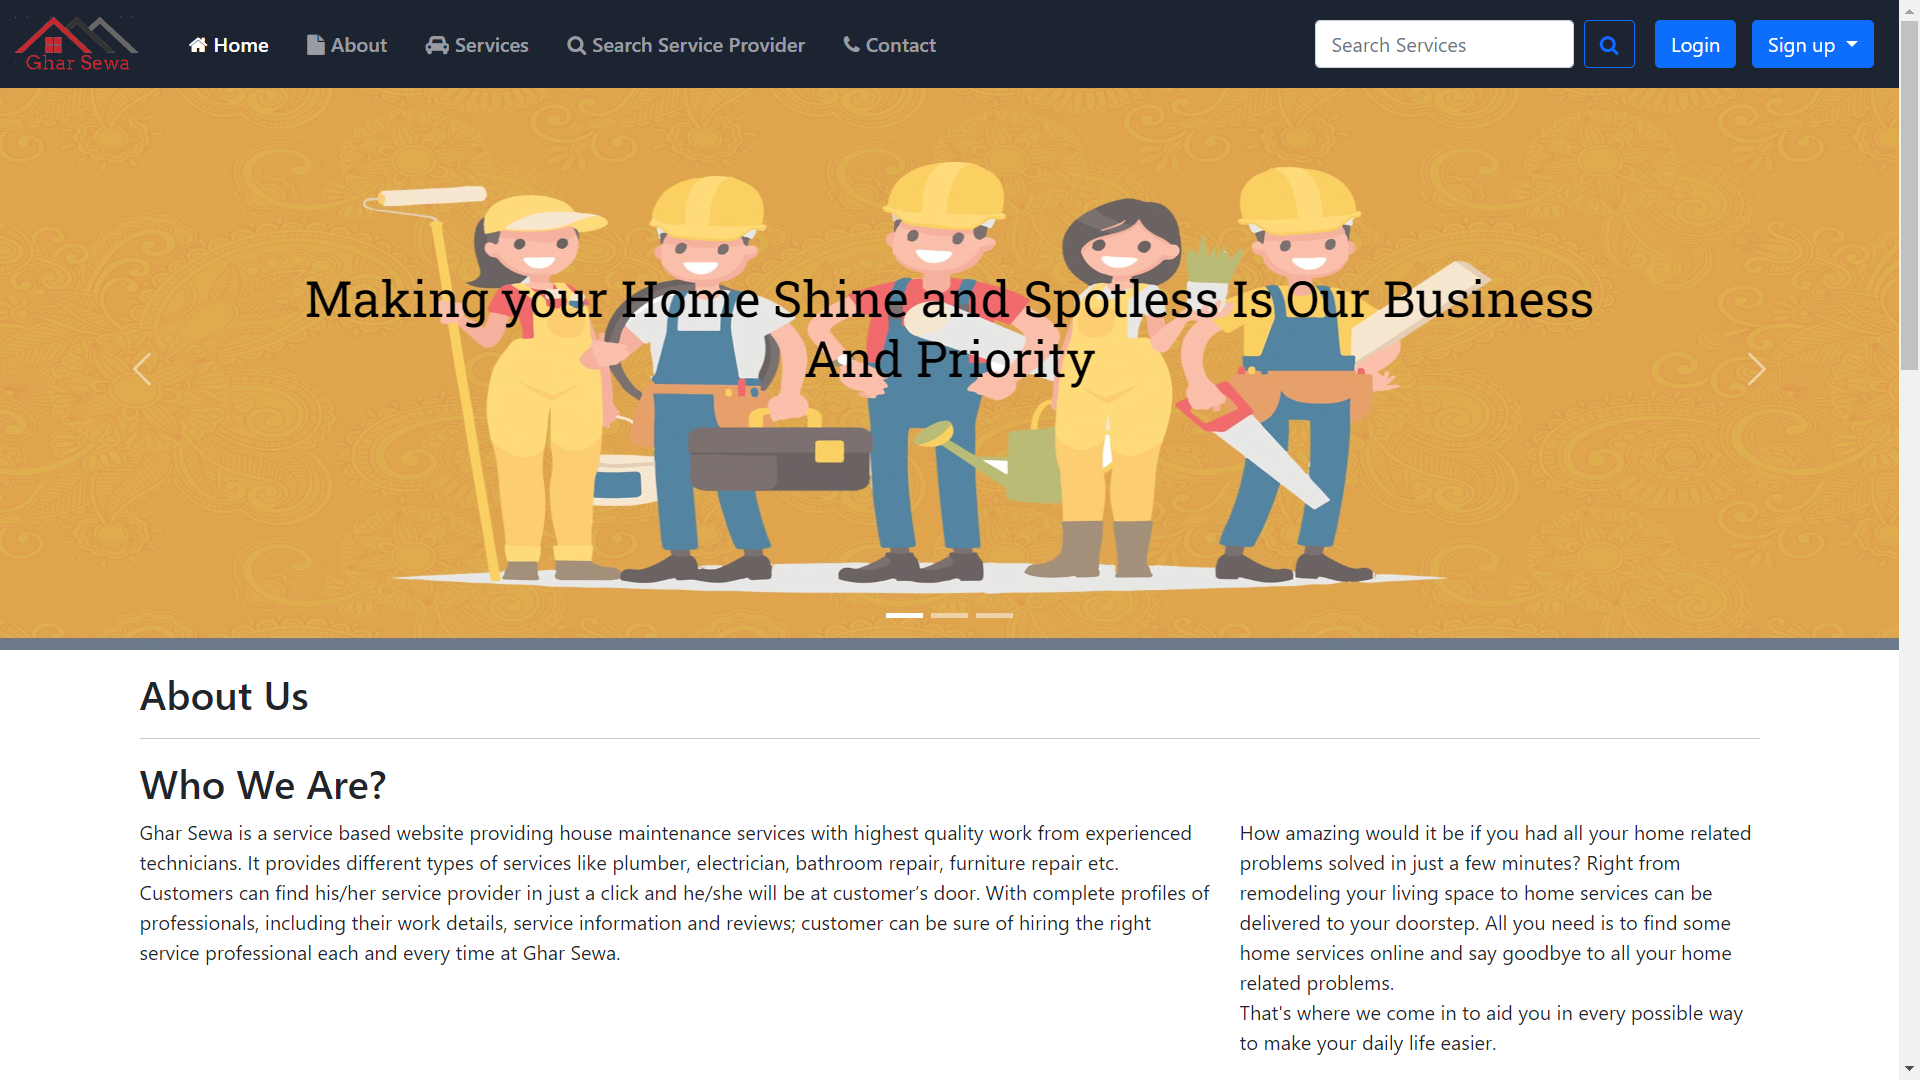 Ghar Sewa
Home
About
Services
Search Service Provider
Contact
Search Services
Login
Sign up
Making your Home Shine and Spotless Is Our Business
And Priority
About Us
Who We Are?
Ghar Sewa is a service based website providing house maintenance services with highest quality work from experienced
technicians. It provides different types of services like plumber, electrician, bathroom repair, furniture repair etc.
Customers can find his/her service provider in just a click and he/she will be at customer’s door. With complete profiles of
professionals, including their work details, service information and reviews; customer can be sure of hiring the right
service professional each and every time at Ghar Sewa.
How amazing would it be if you had all your home related
problems solved in just a few minutes? Right from
remodeling your living space to home services can be
delivered to your doorstep. All you need is to find some
home services online and say goodbye to all your home
related problems.
That's where we come in to aid you in every possible way
to make your daily life easier.